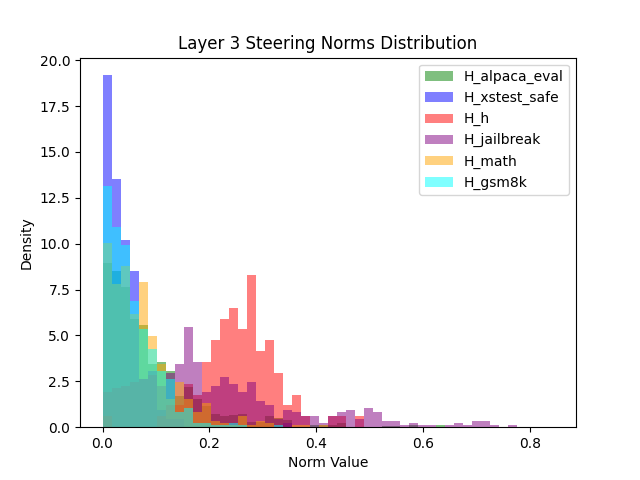 Layer 3 Steering Norms Distribution
20.0
17.5
15.0
12.5
10.0
7.5
5.0
2.5
0.0
Density
H_alpaca_eval
H_xstest_safe
H_h
H_jailbreak
H_math
H_gsm8k
0.0 0.2 0.4 0.6 0.8
Norm Value